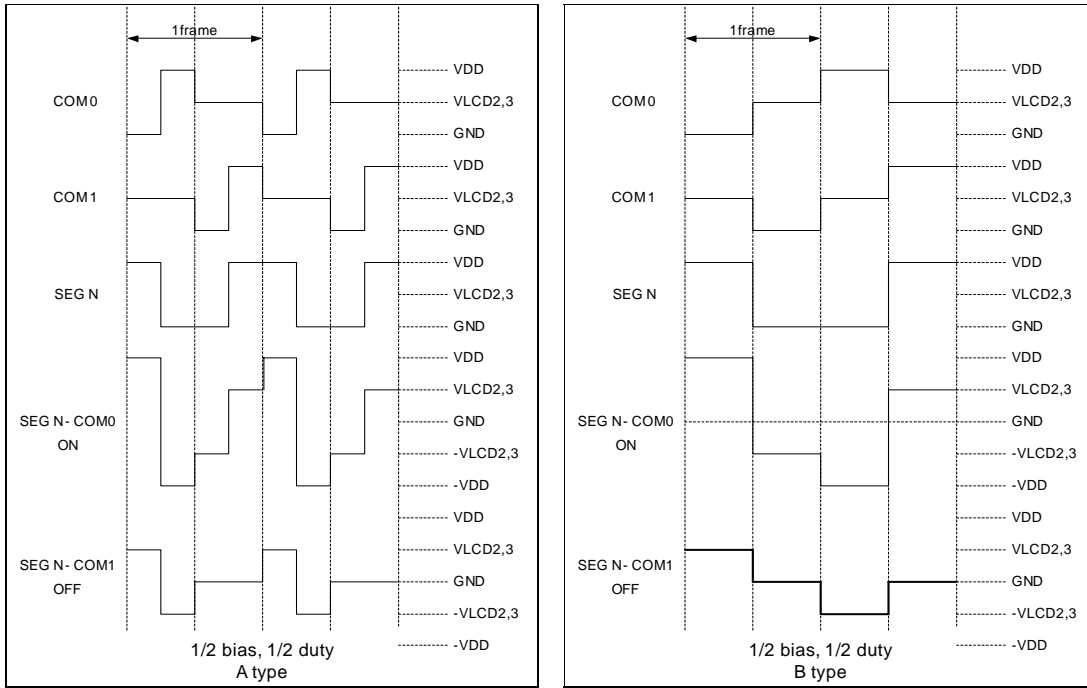 1frame
COM0
VDD
VLCD2,3
GND
COM1
VDD
VLCD2,3
GND
SEG N
VDD
VLCD2,3
GND
SEG N- COM0
ON
VDD
VLCD2,3
GND
-VLCD2,3
-VDD
SEG N- COM1
OFF
VDD
VLCD2,3
GND
-VLCD2,3
-VDD
1/2 bias, 1/2 duty
A type
1frame
COM0
VDD
VLCD2,3
GND
COM1
VDD
VLCD2,3
GND
SEG N
VDD
VLCD2,3
GND
SEG N- COM0
ON
VDD
VLCD2,3
GND
-VLCD2,3
-VDD
SEG N- COM1
OFF
VDD
VLCD2,3
GND
-VLCD2,3
-VDD
1/2 bias, 1/2 duty
B type